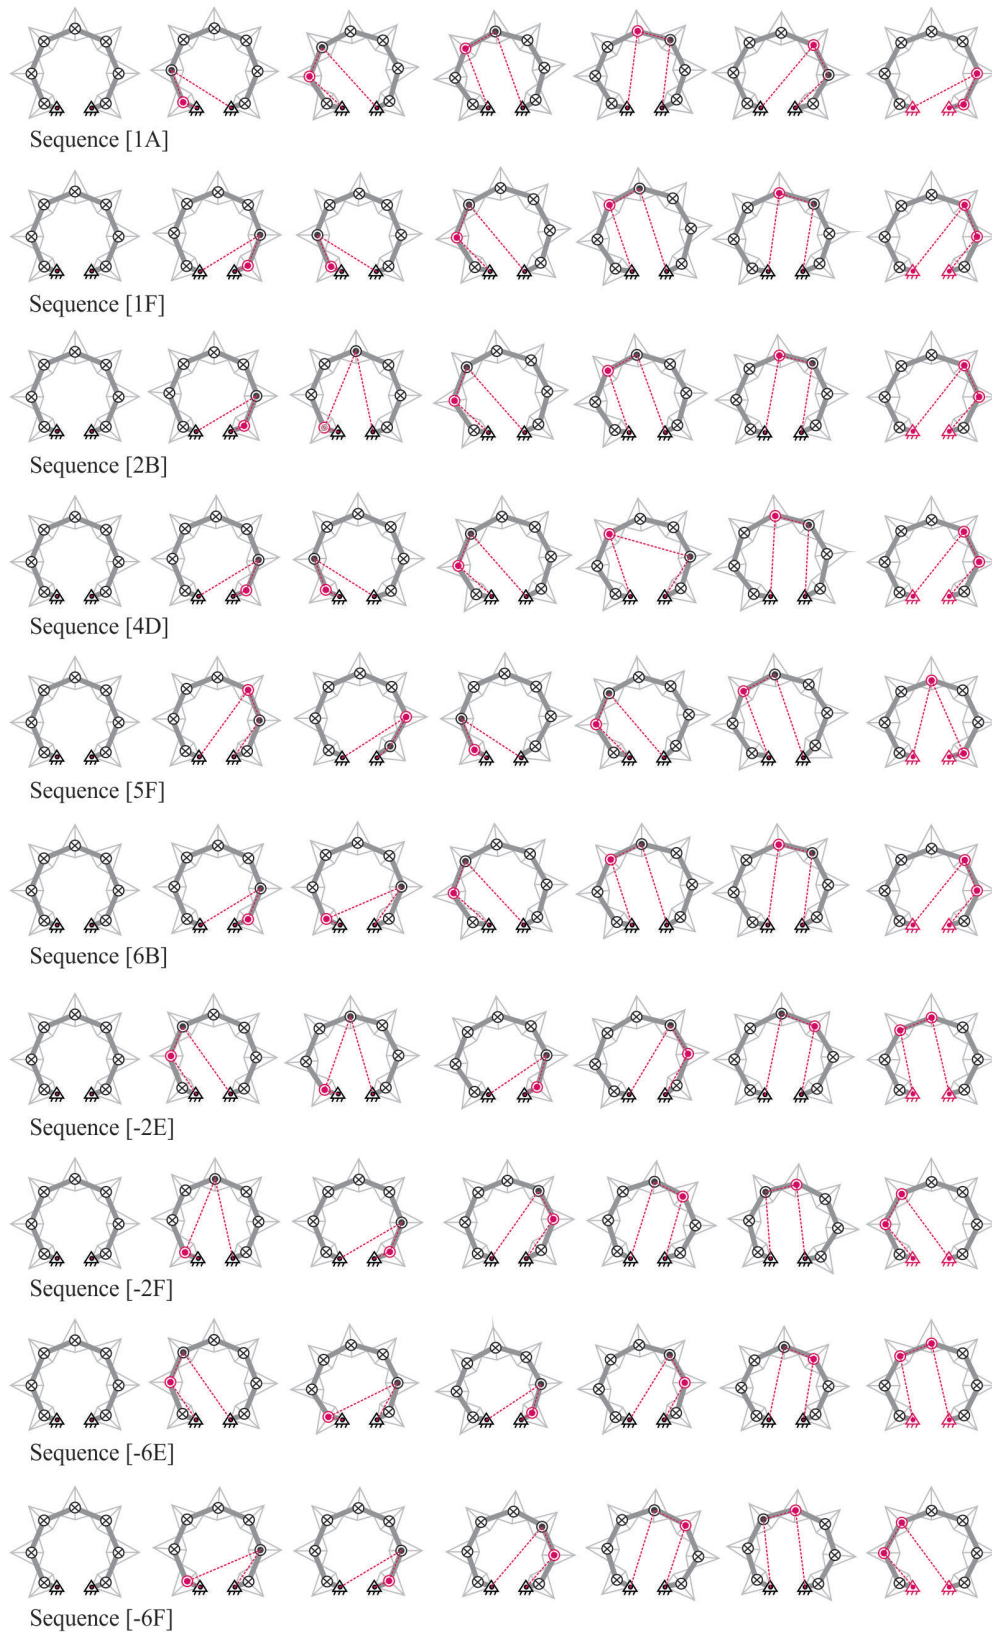 Sequence [1A]
Sequence [1F]
Sequence [2B]
Sequence [4D]
Sequence [5F]
Sequence [6B]
Sequence [-2E]
Sequence [-2F]
Sequence [-6E]
Sequence [-6F]